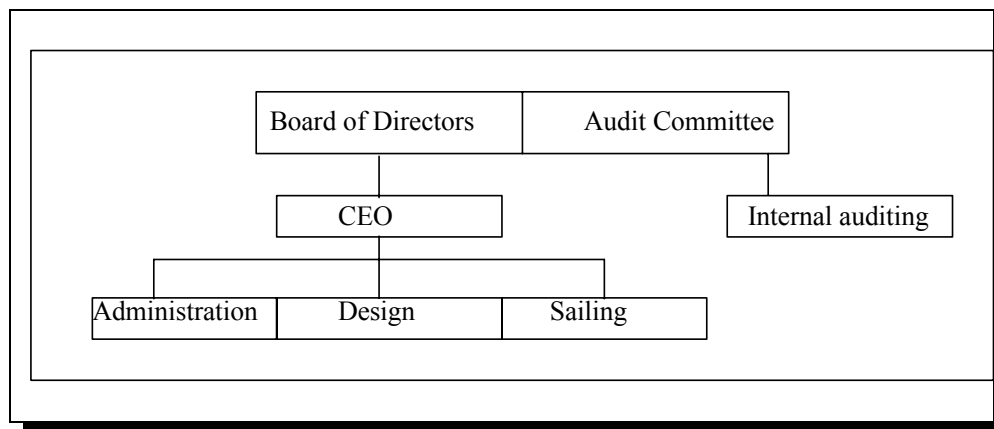 Board of Directors
Audit Committee
CEO
Internal auditing
Administration
Design
Sailing